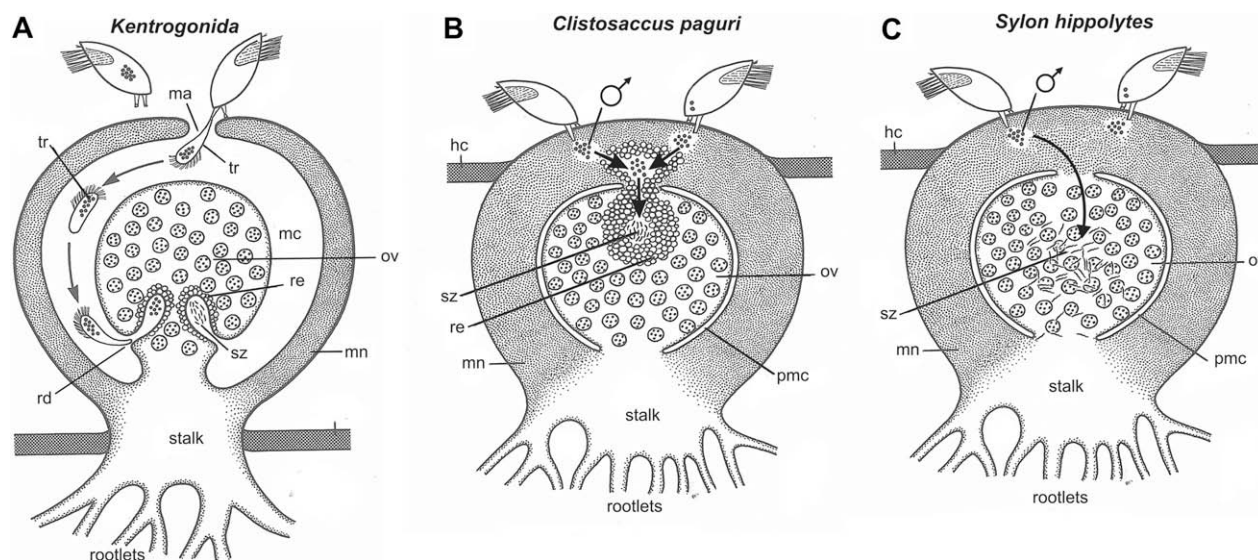 A
Kentrogonida
ma
tr
tr
mc
ov
re
sz
mn
rd
stalk
rootlets
B
Clistosaccus paguri
hc
sz
re
ov
mn
pmc
stalk
rootlets
C
Sylon hippolytes
hc
sz
o
mn
pmc
stalk
rootlets